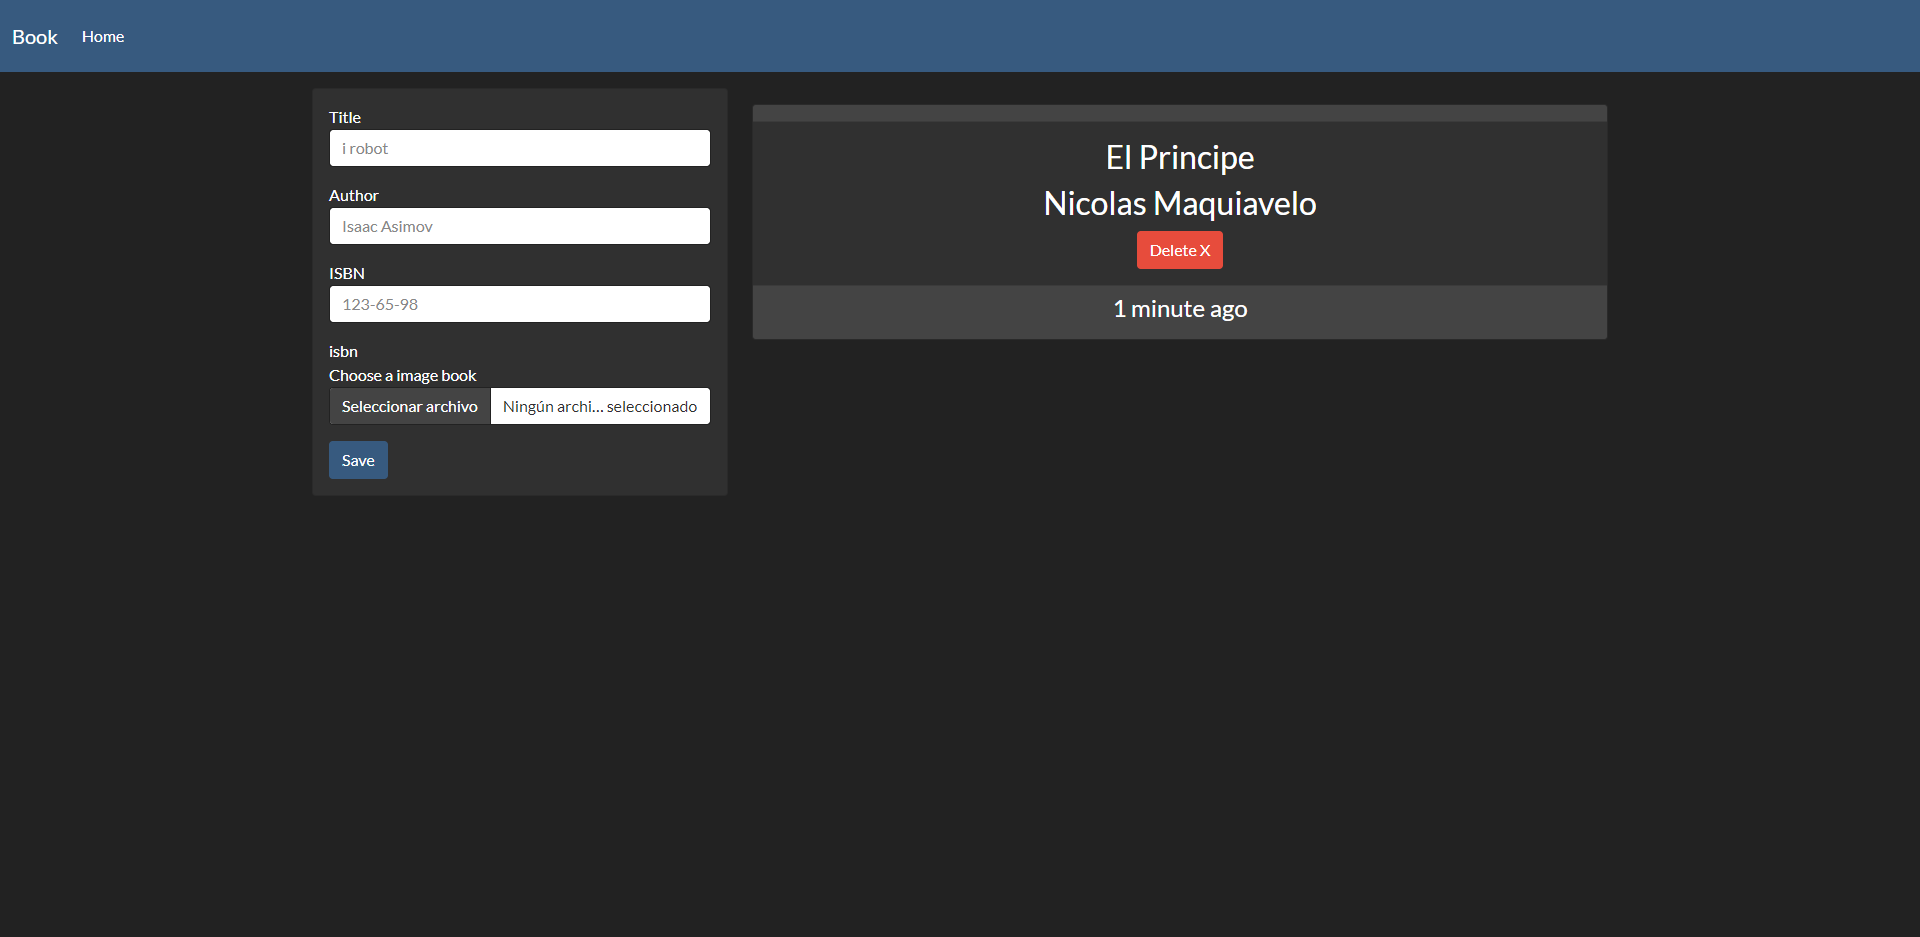 Book Home
Title
i robot
Author
Isaac Asimov
ISBN
123-65-98
isbn
Choose a image book
Seleccionar archivo Ningún archi... seleccionado
Save
El Principe
Nicolas Maquiavelo
Delete X
1 minute ago